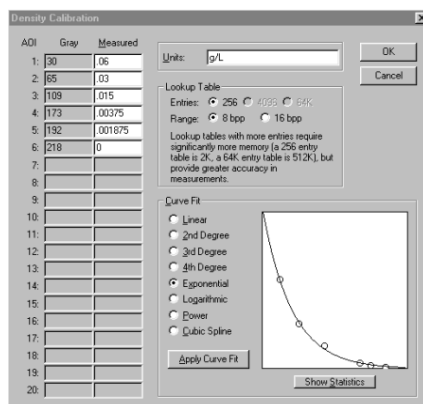 Density Calibration
AOI Gray Measured
1: 30 .06
2: 65 .03
3: 109 .015
4: 173 .00375
5: 192 .001875
6: 218 0
7:
8:
9:
10:
11:
12:
13:
14:
15:
16:
17:
18:
19:
20:
Units: g/L
OK
Cancel
Lookup Table
Entries: 256 4096 64K
Range: 8 bpp 16 bpp
Lookup tables with more entries require
significantly more memory (a 256 entry
table is 2K, a 64K entry table is 512K), but
provide greater accuracy in
measurements.
Curve Fit
Linear
2nd Degree
3rd Degree
4th Degree
Exponential
Logarithmic
Power
Cubic Spline
Apply Curve Fit
Show Statistics